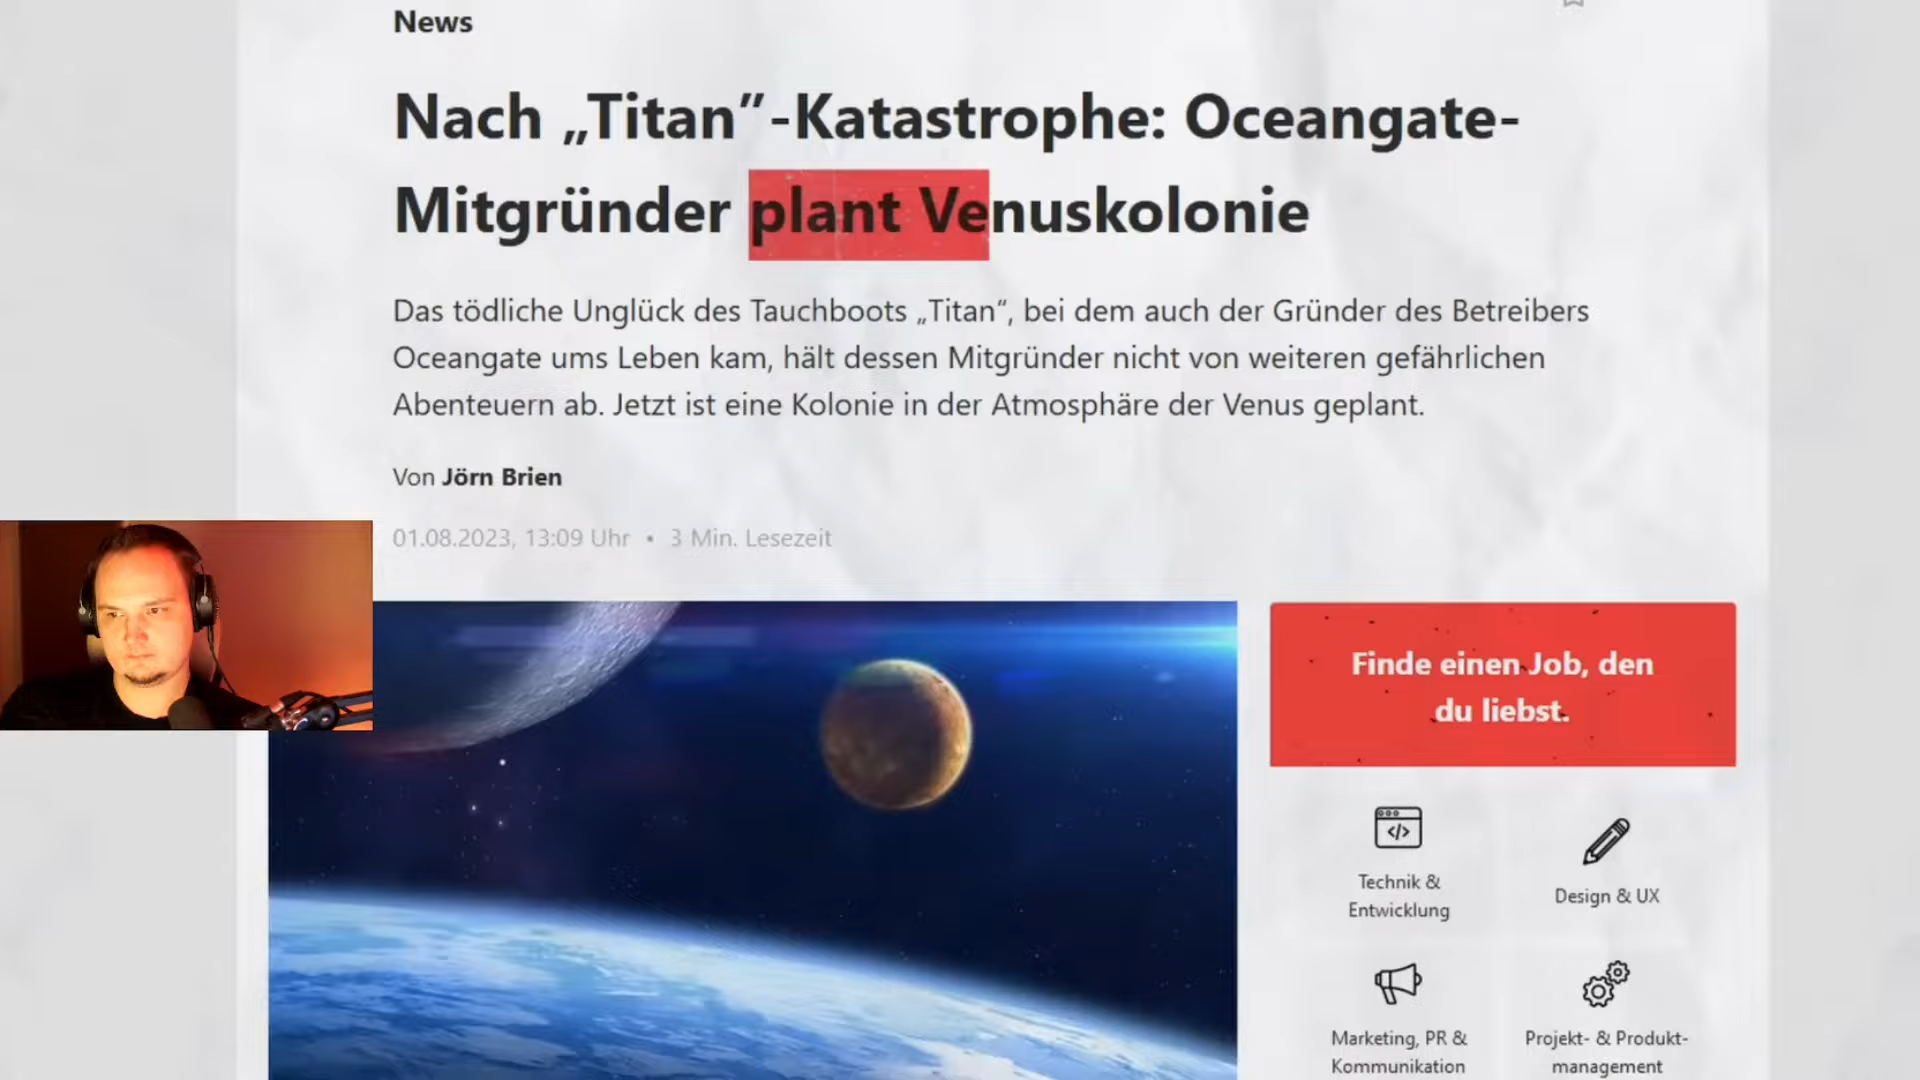 News
Nach „Titan”-Katastrophe: Oceangate-
Mitgründer plant Venuskolonie
Das tödliche Unglück des Tauchboots „Titan“, bei dem auch der Gründer des Betreibers
Oceangate ums Leben kam, hält dessen Mitgründer nicht von weiteren gefährlichen
Abenteuern ab. Jetzt ist eine Kolonie in der Atmosphäre der Venus geplant.
Von Jörn Brien
01.08.2023, 13:09 Uhr • 3 Min. Lesezeit
Finde einen Job, den
du liebst.
Technik &
Entwicklung
Design & UX
Marketing, PR &
Kommunikation
Projekt- & Produkt-
management